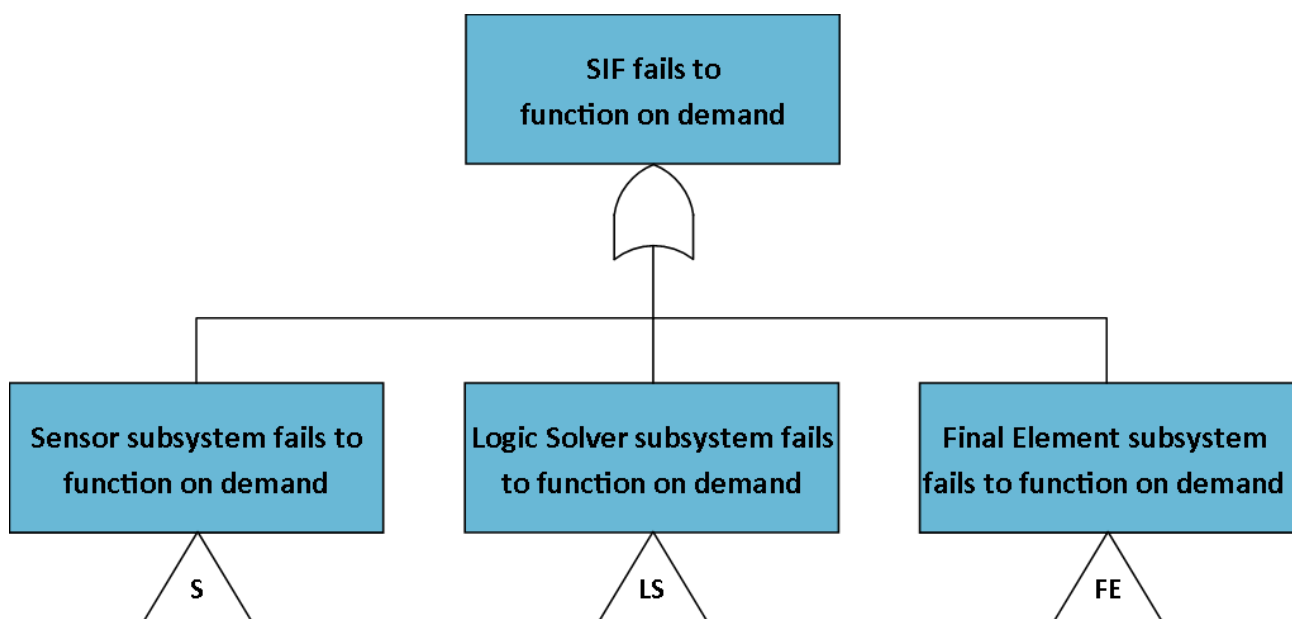 SIF fails to
function on demand
Sensor subsystem fails to
function on demand
Logic Solver subsystem fails
to function on demand
Final Element subsystem
fails to function on demand
S
LS
FE